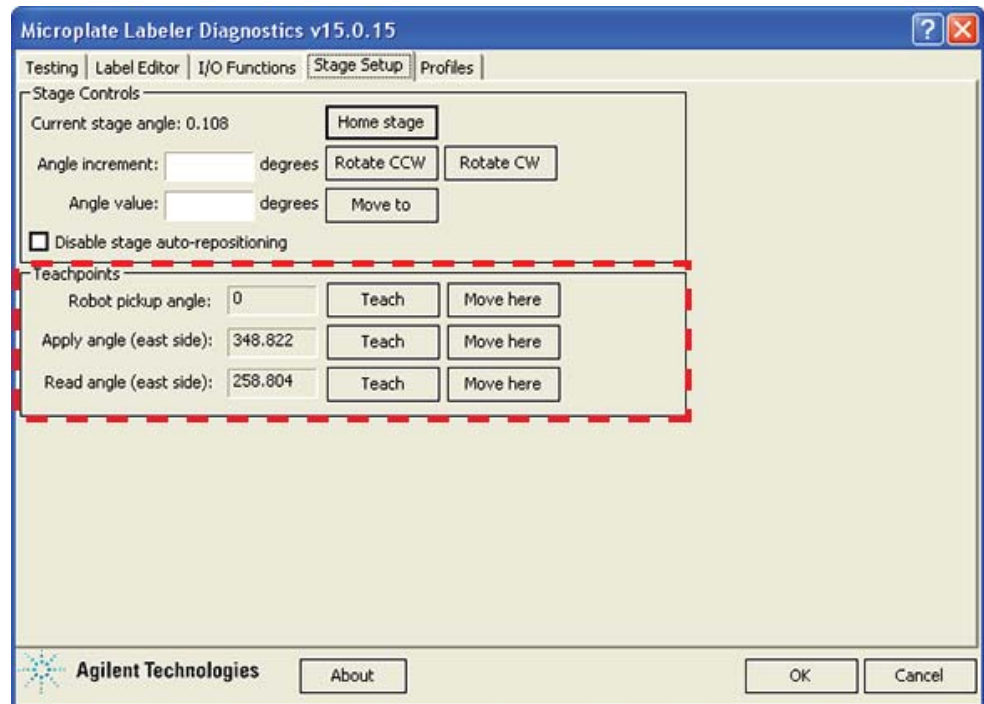 Microplate Labeler Diagnostics v15.0.15
Testing Label Editor I/O Functions Stage Setup Profiles
Stage Controls
Current stage angle: 0.108 Home stage
Angle increment: degrees Rotate CCW Rotate CW
Angle value: degrees Move to
Disable stage auto-repositioning
Teachpoints
Robot pickup angle: 0 Teach Move here
Apply angle (east side): 348.822 Teach Move here
Read angle (east side): 258.804 Teach Move here
Agilent Technologies About OK Cancel